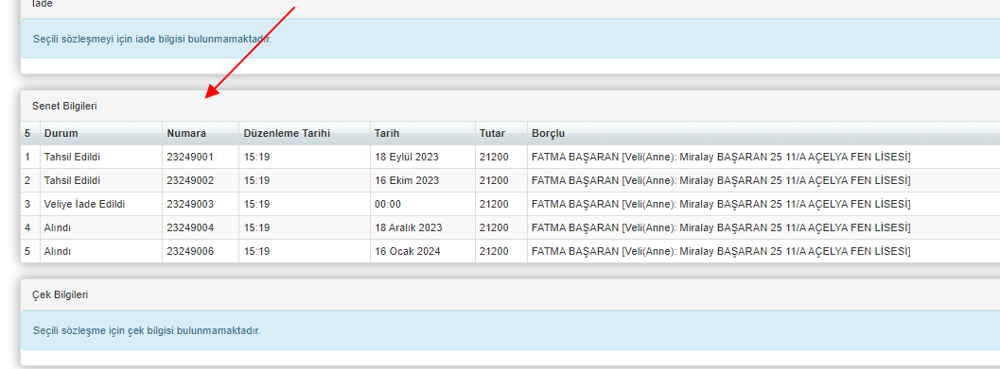 İade
Seçili sözleşmeyi için iade bilgisi bulunmamaktadır.
Senet Bilgileri
5 Durum Numara Düzenleme Tarihi Tarih Tutar Borçlu
1 Tahsil Edildi 23249001 15:19 18 Eylül 2023 21200 FATMA BAŞARAN [Veli(Anne): Miralay BAŞARAN 25 11/A AÇELYA FEN LİSESİ]
2 Tahsil Edildi 23249002 15:19 16 Ekim 2023 21200 FATMA BAŞARAN [Veli(Anne): Miralay BAŞARAN 25 11/A AÇELYA FEN LİSESİ]
3 Veliye İade Edildi 23249003 15:19 00:00 21200 FATMA BAŞARAN [Veli(Anne): Miralay BAŞARAN 25 11/A AÇELYA FEN LİSESİ]
4 Alındı 23249004 15:19 18 Aralık 2023 21200 FATMA BAŞARAN [Veli(Anne): Miralay BAŞARAN 25 11/A AÇELYA FEN LİSESİ]
5 Alındı 23249006 15:19 16 Ocak 2024 21200 FATMA BAŞARAN [Veli(Anne): Miralay BAŞARAN 25 11/A AÇELYA FEN LİSESİ]
Çek Bilgileri
Seçili sözleşme için çek bilgisi bulunmamaktadır.